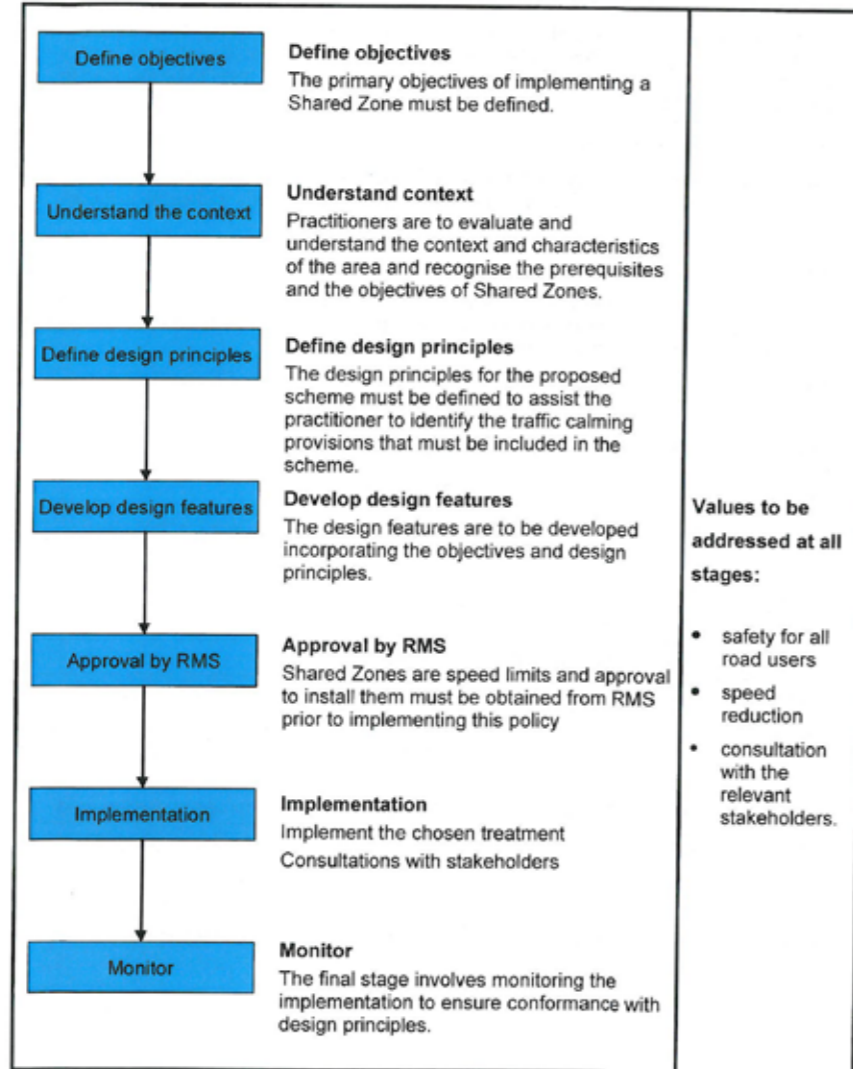 Define objectives
Define objectives
The primary objectives of implementing a
Shared Zone must be defined.
Understand the context
Understand context
Practitioners are to evaluate and
understand the context and characteristics
of the area and recognise the prerequisites
and the objectives of Shared Zones.
Define design principles
Define design principles
The design principles for the proposed
scheme must be defined to assist the
practitioner to identify the traffic calming
provisions that must be included in the
scheme.
Develop design features
Develop design features
The design features are to be developed
incorporating the objectives and design
principles.
Approval by RMS
Approval by RMS
Shared Zones are speed limits and approval
to install them must be obtained from RMS
prior to implementing this policy
Implementation
Implementation
Implement the chosen treatment
Consultations with stakeholders
Monitor
Monitor
The final stage involves monitoring the
implementation to ensure conformance with
design principles.
Values to be
addressed at all
stages:
• safety for all
road users
• speed
reduction
• consultation
with the
relevant
stakeholders.